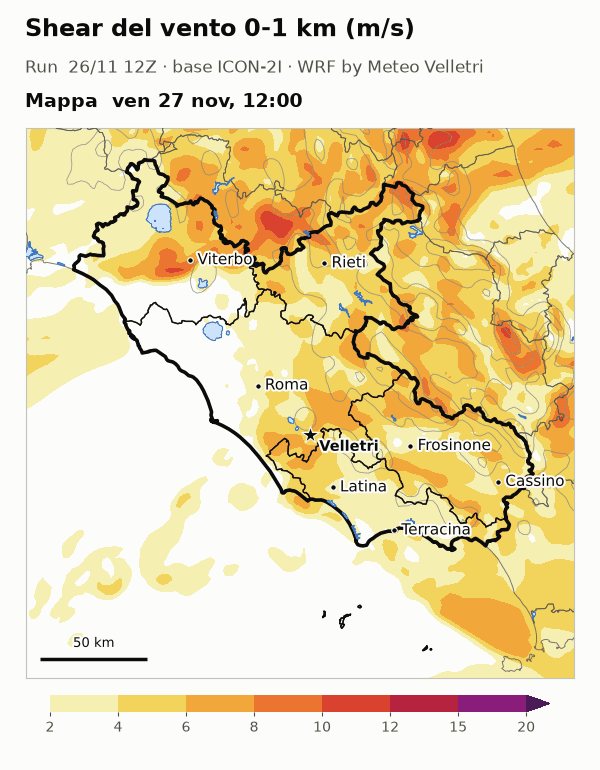 Shear del vento 0-1 km (m/s)
Run  26/11 12Z · base ICON-2I · WRF by Meteo Velletri
Mappa  ven 27 nov, 12:00
Viterbo
Rieti
Roma
Velletri
Frosinone
Cassino
Latina
Terracina
50 km
2 4 6 8 10 12 15 20